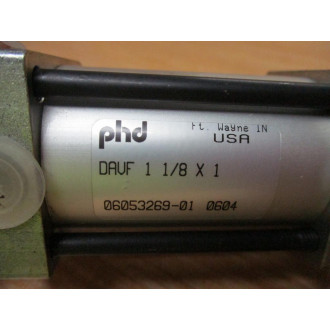 phd
Ft. Wayne IN
USA
DAVF 1 1/8 X 1
06053269-01 0604